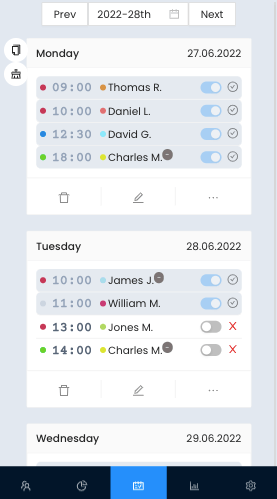 Prev 2022-28th Next
Monday 27.06.2022
09:00 Thomas R.
10:00 Daniel L.
12:30 David G.
18:00 Charles M.
Tuesday 28.06.2022
10:00 James J.
11:00 William M.
13:00 Jones M. X
14:00 Charles M. X
Wednesday 29.06.2022